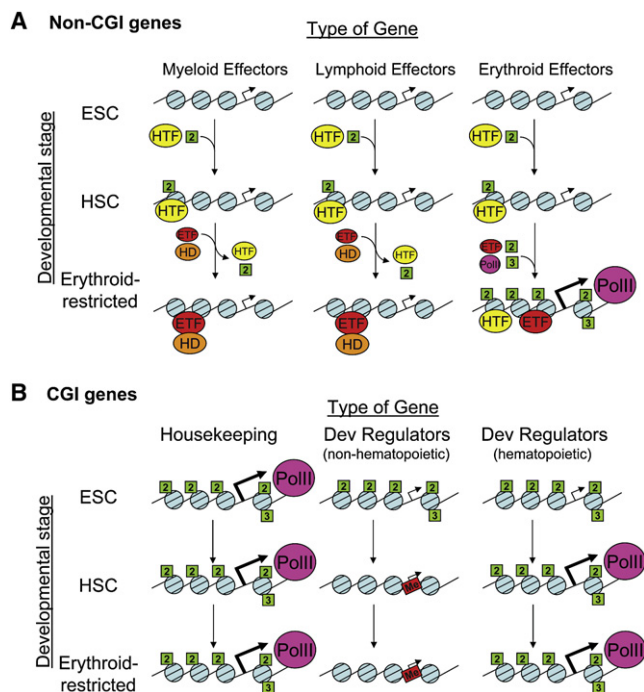 A Non-CGI genes
Type of Gene
Myeloid Effectors Lymphoid Effectors Erythroid Effectors
Developmental stage
ESC
HTF 2 HTF 2 HTF 2
HSC
2 2 2
HTF HTF HTF
ETF HTF ETF HTF ETF 2
HD 2 HD 2 PolII 3
Erythroid-
restricted
2 2 2 2 PolII
ETF ETF HTF ETF 3
HD HD
B CGI genes
Type of Gene
Housekeeping Dev Regulators Dev Regulators
(non-hematopoietic) (hematopoietic)
Developmental stage
ESC
2 2 2 2 PolII 2 2 2 2 2 2 2 2
3 3 3
HSC
2 2 2 2 PolII Me 2 2 2 2 PolII
3 3
Erythroid-
restricted
2 2 2 2 PolII Me 2 2 2 2 PolII
3 3